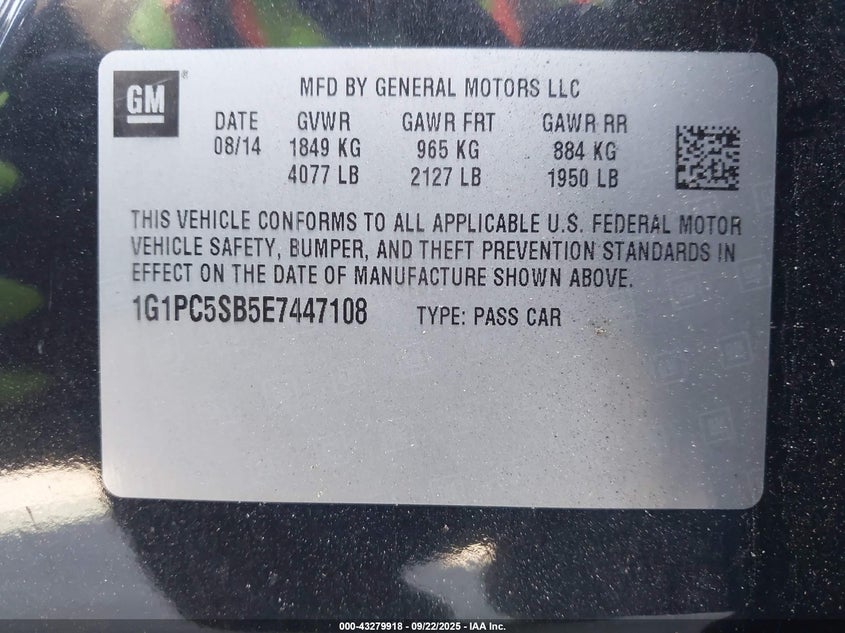 GM
MFD BY GENERAL MOTORS LLC
DATE GVWR GAWR FRT GAWR RR
08/14 1849 KG 965 KG 884 KG
4077 LB 2127 LB 1950 LB
THIS VEHICLE CONFORMS TO ALL APPLICABLE U.S. FEDERAL MOTOR
VEHICLE SAFETY, BUMPER, AND THEFT PREVENTION STANDARDS IN
EFFECT ON THE DATE OF MANUFACTURE SHOWN ABOVE.
1G1PC5SB5E7447108 TYPE: PASS CAR
000-43279918 - 09/22/2025 - IAA Inc.